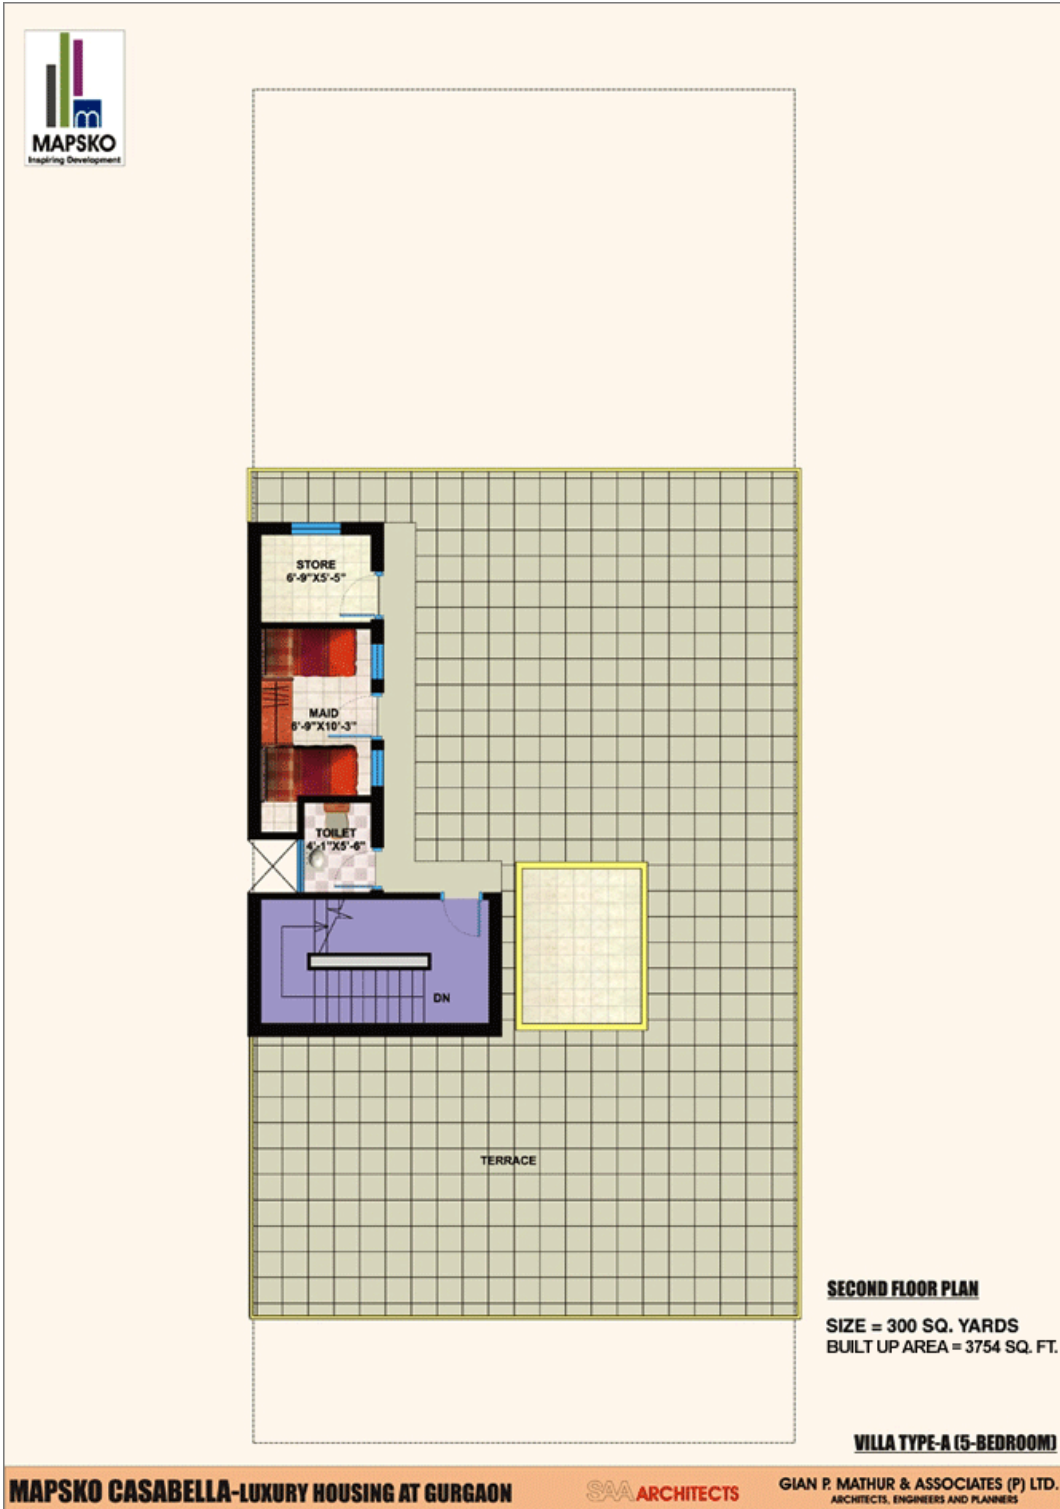 m
MAPSKO
Inspiring Development
STORE
6'-9"X5'-5"
MAID
6'-9"X10'-3"
TOILET
4'-1"X5'-6"
DN
TERRACE
SECOND FLOOR PLAN
SIZE = 300 SQ. YARDS
BUILT UP AREA = 3754 SQ. FT.
VILLA TYPE-A (5-BEDROOM)
MAPSKO CASABELLA-LUXURY HOUSING AT GURGAON
SAA ARCHITECTS
GIAN P. MATHUR & ASSOCIATES (P) LTD.
ARCHITECTS, ENGINEERS AND PLANNERS